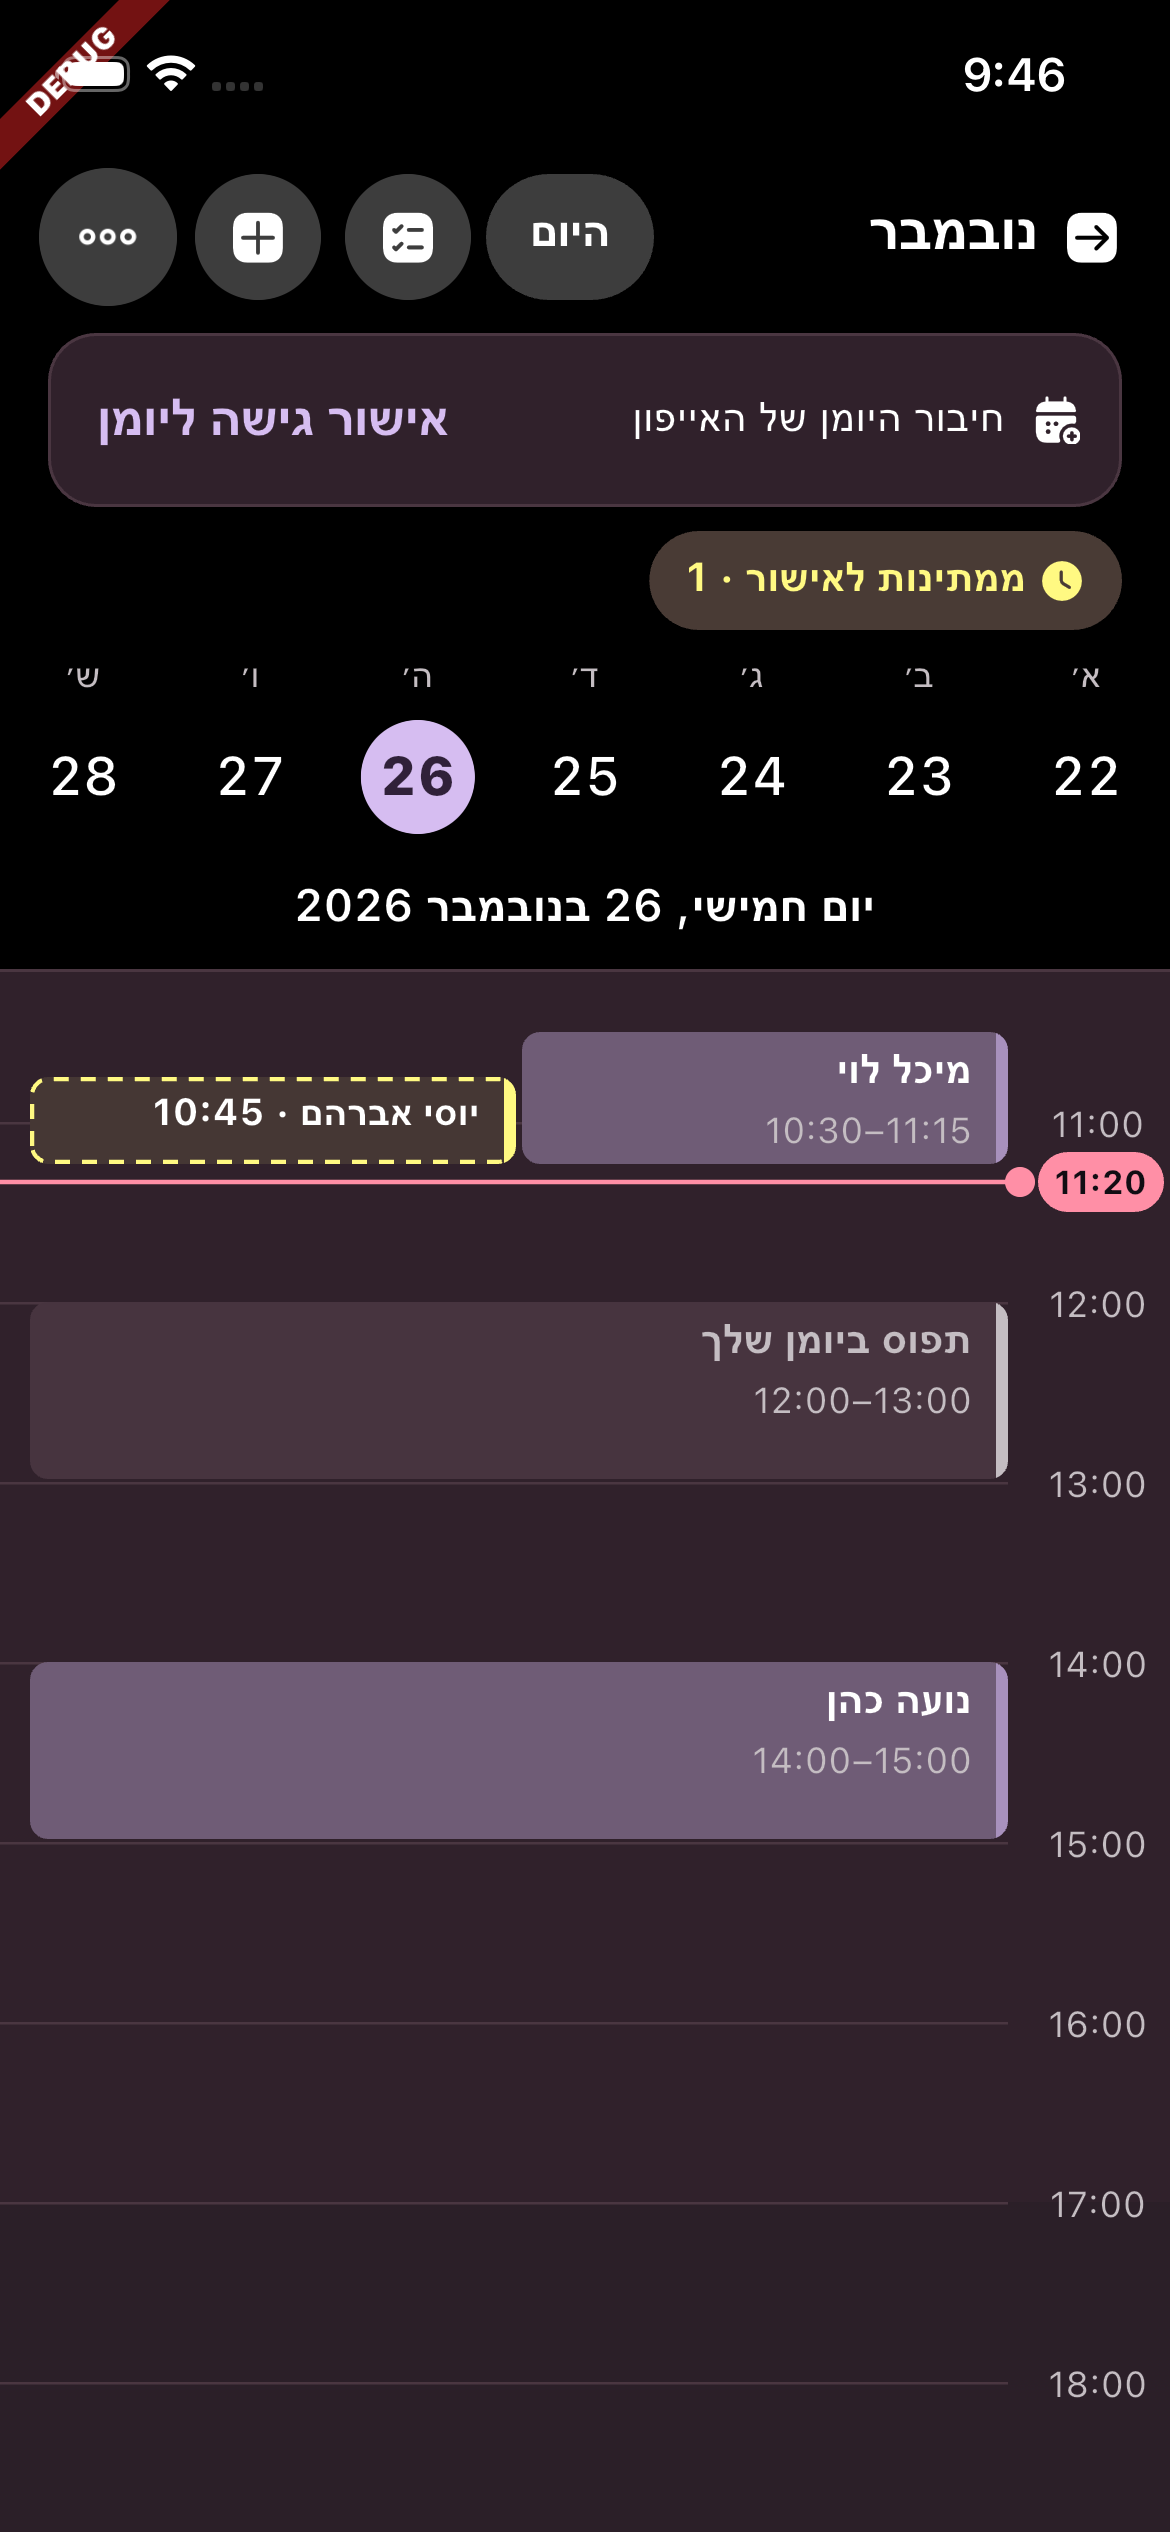 DEBUG
9:46
נובמבר
היום
חיבור היומן של האייפון
אישור גישה ליומן
ממתינות לאישור · 1
א׳ ב׳ ג׳ ד׳ ה׳ ו׳ ש׳
22 23 24 25 26 27 28
יום חמישי, 26 בנובמבר 2026
מיכל לוי
10:30–11:15
יוסי אברהם · 10:45
11:00
11:20
12:00
תפוס ביומן שלך
12:00–13:00
13:00
14:00
נועה כהן
14:00–15:00
15:00
16:00
17:00
18:00